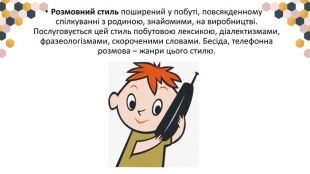 • Розмовний стиль поширений у побуті, повсякденному
спілкуванні з родиною, знайомими, на виробництві.
Послуговується цей стиль побутовою лексикою, діалектизмами,
фразеологізмами, скороченими словами. Бесіда, телефонна
розмова – жанри цього стилю.